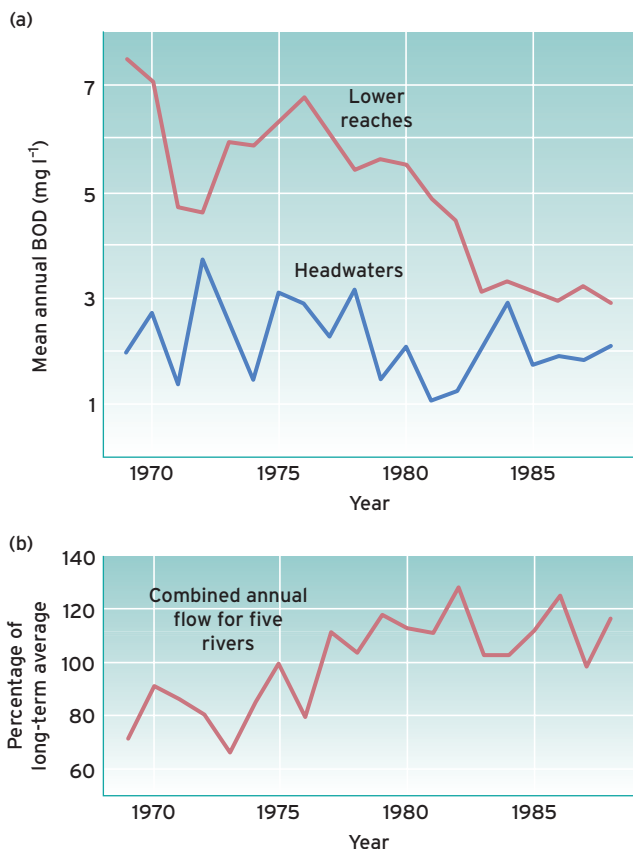 (a)
Mean annual BOD (mg l⁻¹)
7
5
3
1
Lower
reaches
Headwaters
1970
1975
1980
1985
Year
(b)
Percentage of
long-term average
140
120
100
80
60
Combined annual
flow for five
rivers
1970
1975
1980
1985
Year